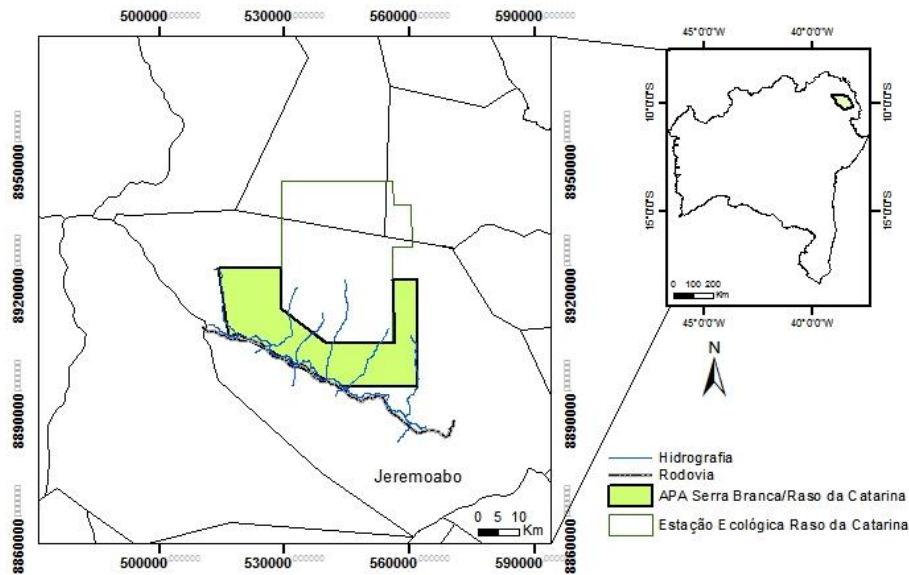 500000 530000 560000 590000
45°0'0"W 40°0'0"W
10°0'0"S 10°0'0"S
8950000 8950000
15°0'0"S 15°0'0"S
8920000 8920000
0 100 200
Km
45°0'0"W 40°0'0"W
N
8890000 8890000
Hidrografia
Jeremoabo
Rodovia
APA Serra Branca/Raso da Catarina
0 5 10
Km
Estação Ecológica Raso da Catarina
8860000 8860000
500000 530000 560000 590000